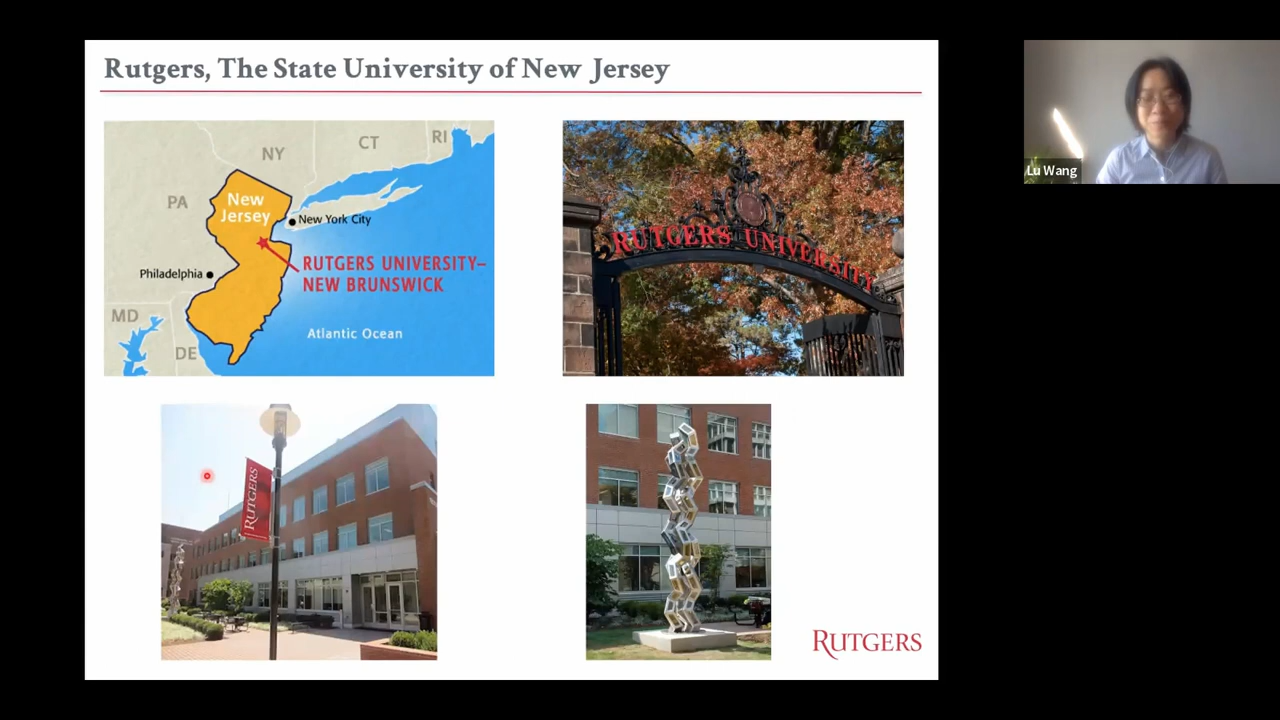 Rutgers, The State University of New Jersey
NY
CT
RI
PA
New
Jersey
New York City
Philadelphia
RUTGERS UNIVERSITY–
NEW BRUNSWICK
MD
DE
Atlantic Ocean
RUTGERS UNIVERSITY
RUTGERS
RUTGERS
Lu Wang